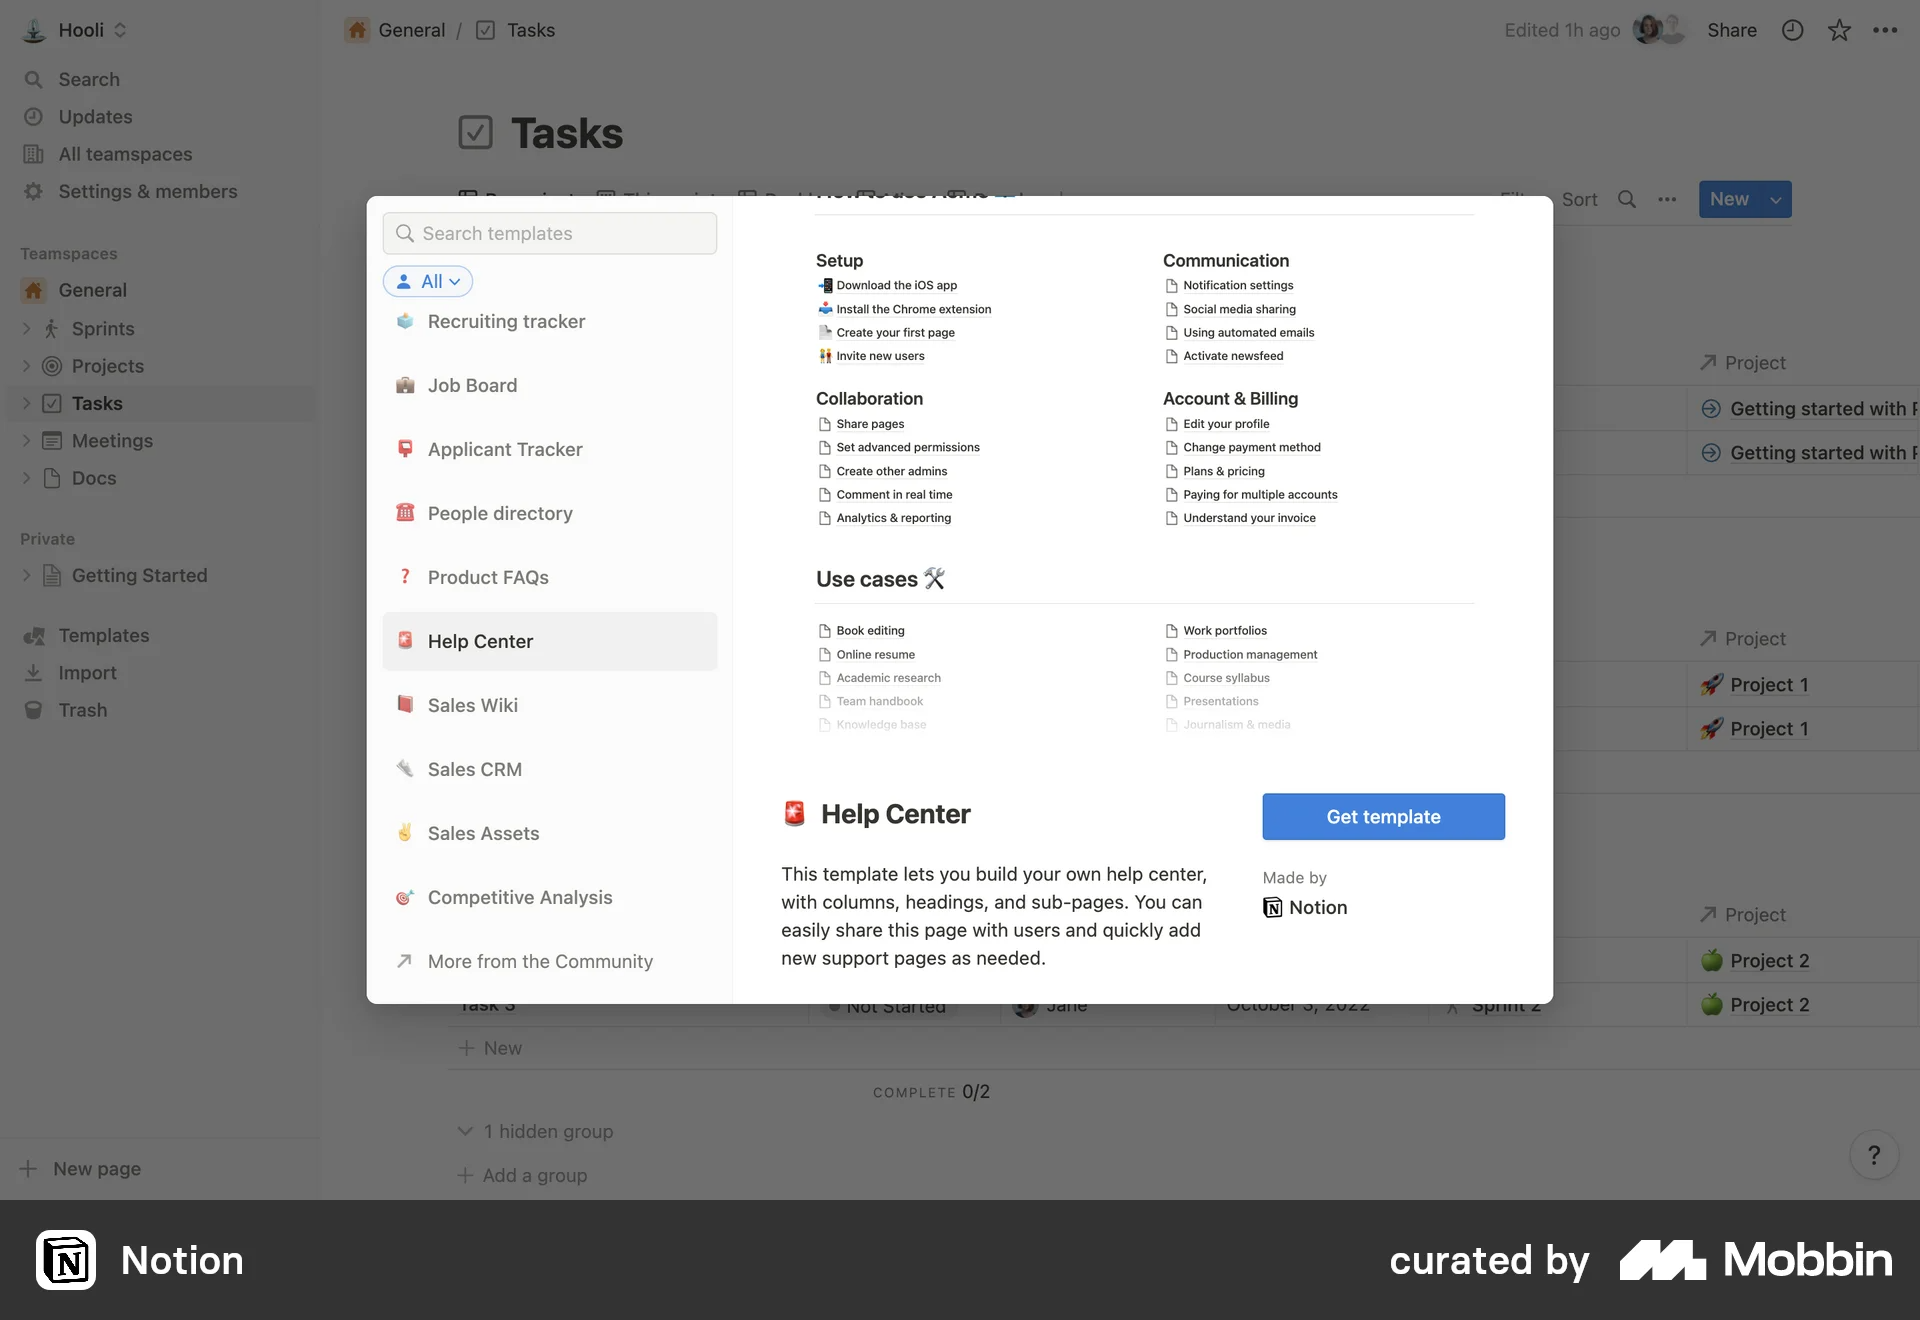 Hooli
General / Tasks
Edited 1h ago
Share
Search
Updates
All teamspaces
Settings & members
Teamspaces
General
Sprints
Projects
Tasks
Meetings
Docs
Private
Getting Started
Templates
Import
Trash
New page
Tasks
Sort
New
Search templates
All
Recruiting tracker
Job Board
Applicant Tracker
People directory
Product FAQs
Help Center
Sales Wiki
Sales CRM
Sales Assets
Competitive Analysis
More from the Community
Setup
Download the iOS app
Install the Chrome extension
Create your first page
Invite new users
Communication
Notification settings
Social media sharing
Using automated emails
Activate newsfeed
Collaboration
Share pages
Set advanced permissions
Create other admins
Comment in real time
Analytics & reporting
Account & Billing
Edit your profile
Change payment method
Plans & pricing
Paying for multiple accounts
Understand your invoice
Use cases
Book editing
Online resume
Academic research
Team handbook
Knowledge base
Work portfolios
Production management
Course syllabus
Presentations
Journalism & media
Help Center
This template lets you build your own help center,
with columns, headings, and sub-pages. You can
easily share this page with users and quickly add
new support pages as needed.
Get template
Made by
Notion
Project
Getting started with
Getting started with
Project
Project 1
Project 1
Project
Project 2
Task 3 Not Started Jane October 3, 2022 Sprint 2 Project 2
New
COMPLETE 0/2
1 hidden group
Add a group
?
Notion
curated by Mobbin